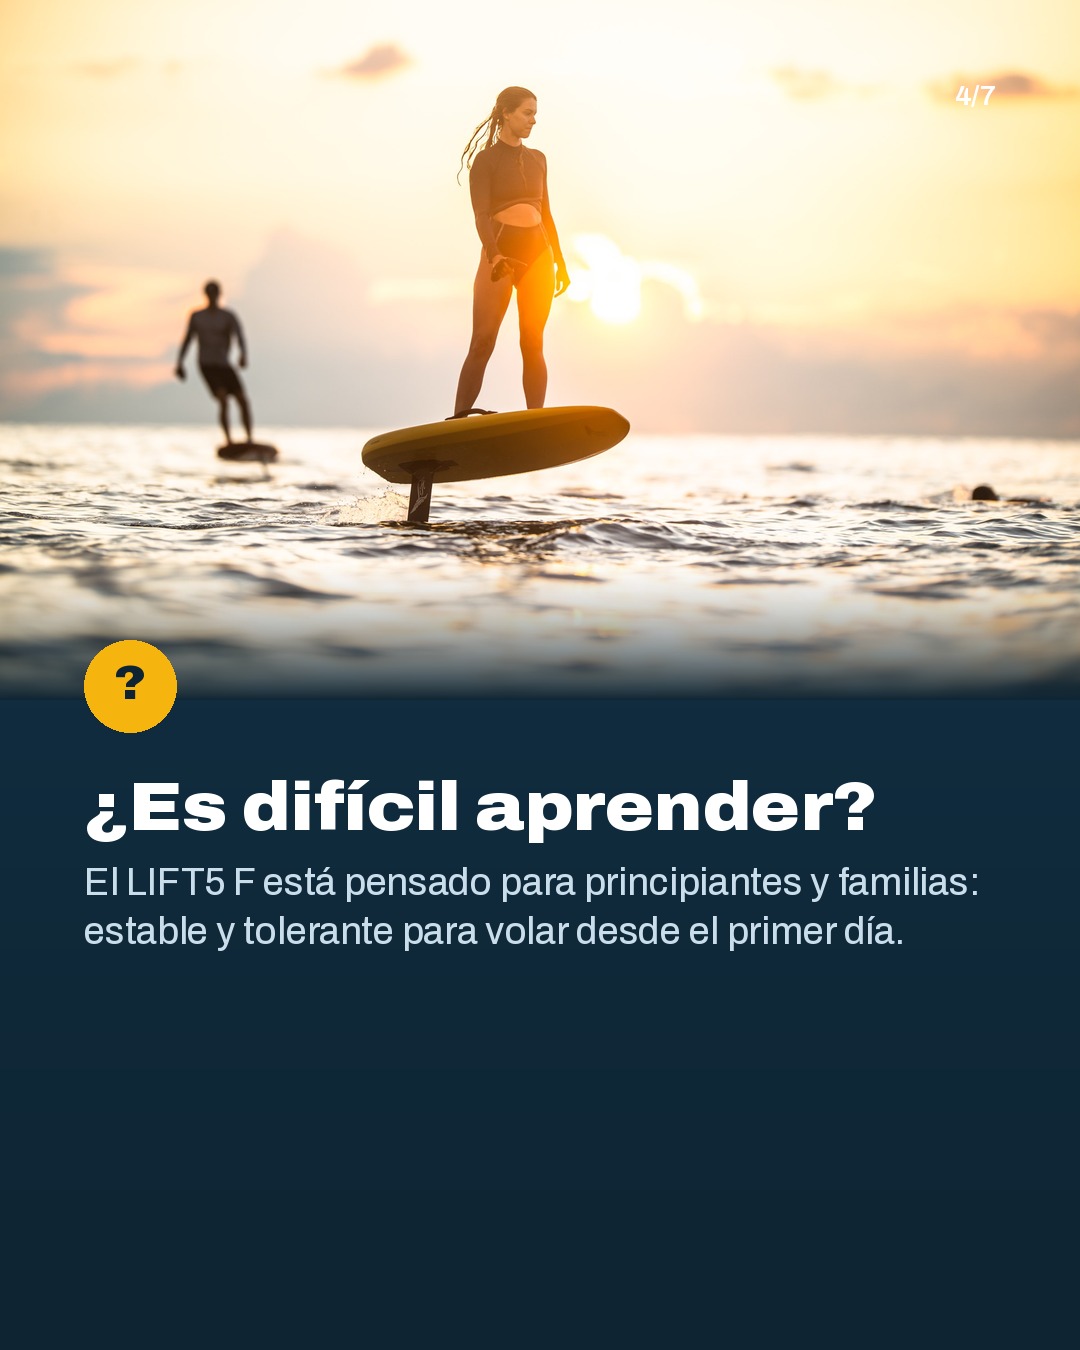 4/7
?
¿Es difícil aprender?
El LIFT5 F está pensado para principiantes y familias:
estable y tolerante para volar desde el primer día.